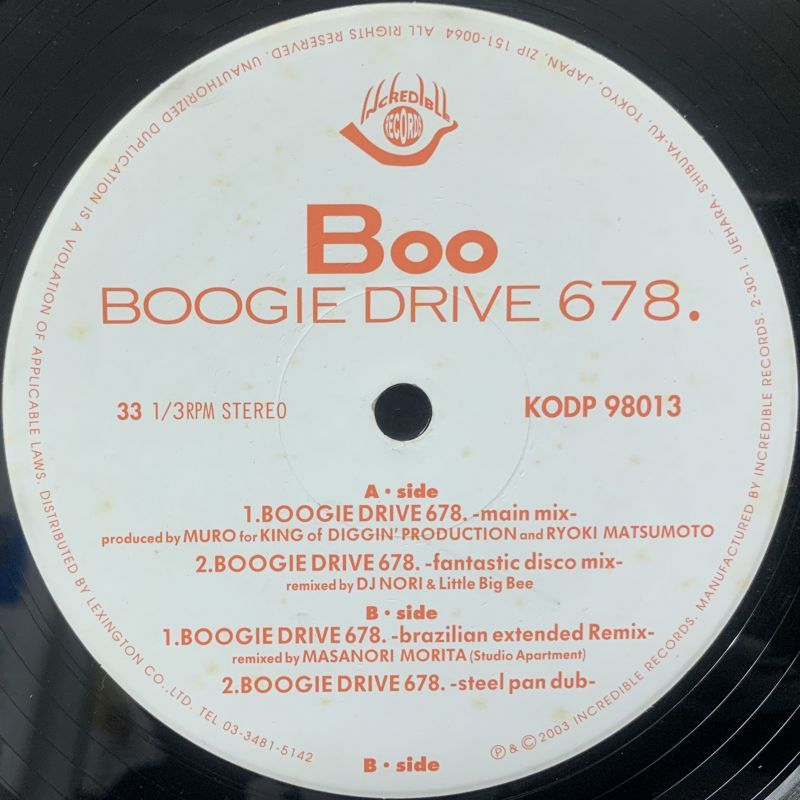 INCREDIBLE
RECORDS
Boo
BOOGIE DRIVE 678.
33 1/3RPM STEREO
KODP 98013
A • side
1.BOOGIE DRIVE 678. -main mix-
produced by MURO for KING of DIGGIN' PRODUCTION and RYOKI MATSUMOTO
2.BOOGIE DRIVE 678. -fantastic disco mix-
remixed by DJ NORI & Little Big Bee
B • side
1.BOOGIE DRIVE 678. -brazilian extended Remix-
remixed by MASANORI MORITA (Studio Apartment)
2.BOOGIE DRIVE 678. -steel pan dub-
B • side
℗ & © 2003 INCREDIBLE RECORDS. MANUFACTURED BY INCREDIBLE RECORDS. 2-30-1, UEHARA, SHIBUYA-KU, TOKYO, JAPAN, ZIP 151-0064 ALL RIGHTS RESERVED. UNAUTHORIZED DUPLICATION IS A VIOLATION OF APPLICABLE LAWS. DISTRIBUTED BY LEXINGTON CO.,LTD. TEL 03-3481-5142